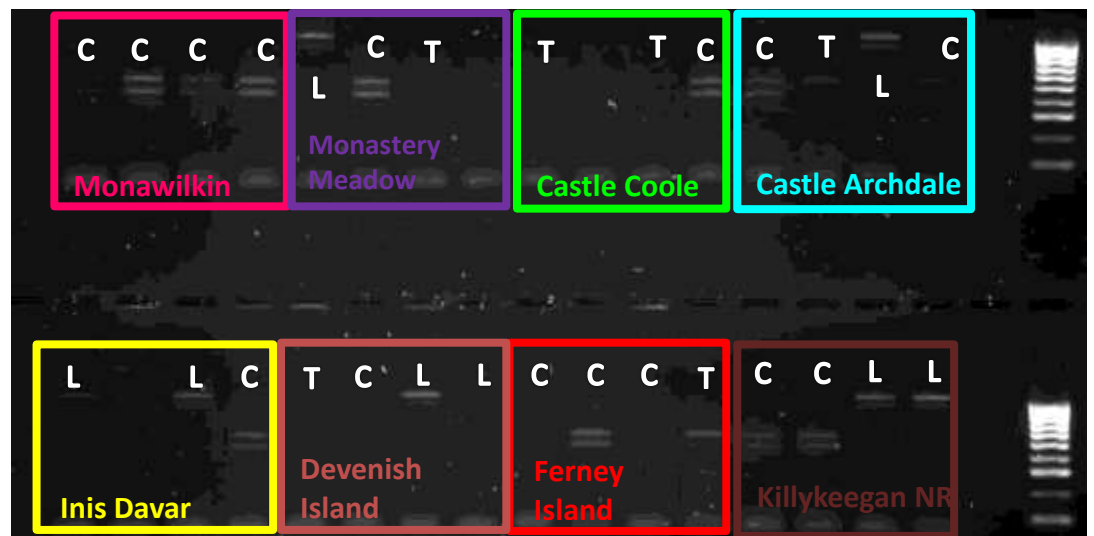 C C C C
C T
L
Monastery
Meadow
Monawilkin
T T C
Castle Coole
C T C
L
Castle Archdale
L L C
Inis Davar
T C L L
Devenish
Island
C C C T
Ferney
Island
C C L L
Killykeegan NR